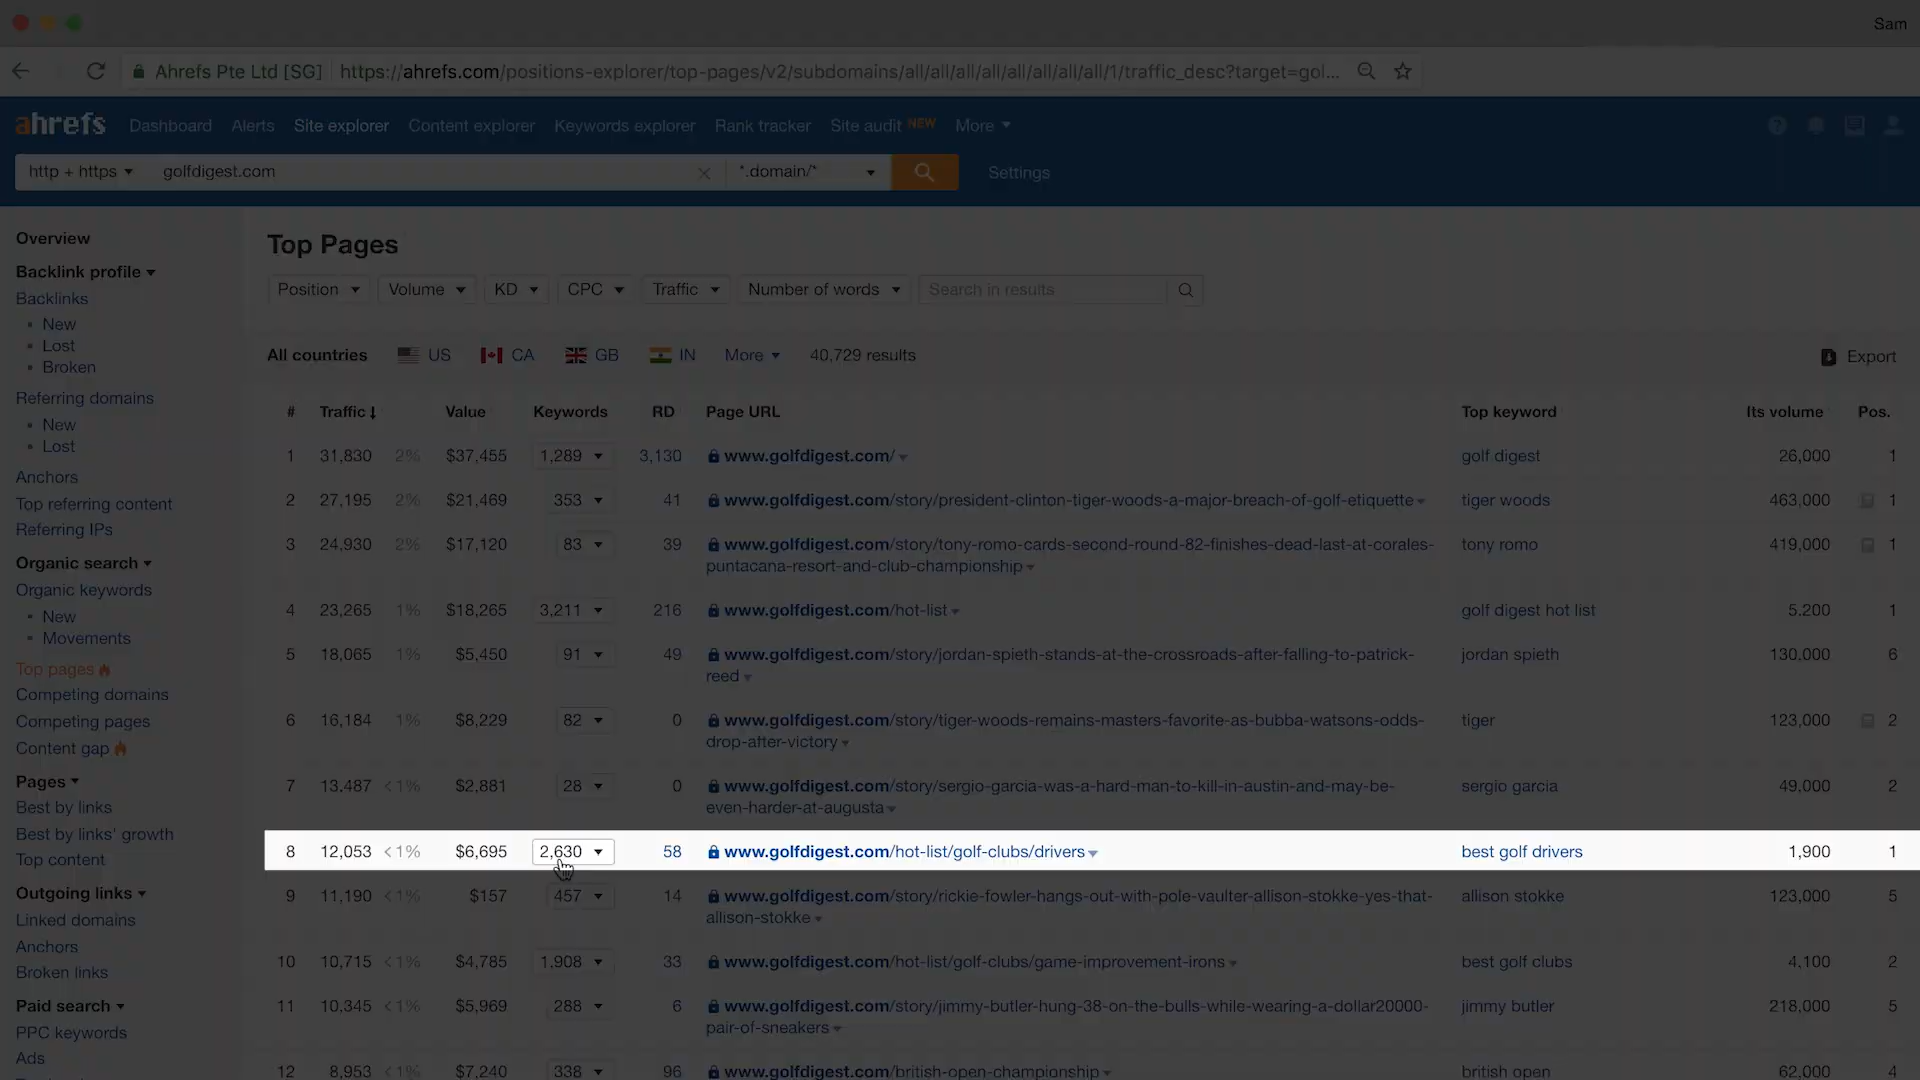 Sam
Ahrefs Pte Ltd [SG] https://ahrefs.com/positions-explorer/top-pages/v2/subdomains/all/all/all/all/all/all/all/all/1/traffic_desc?target=gol...
ahrefs Dashboard Alerts Site explorer Content explorer Keywords explorer Rank tracker Site audit NEW More
http + https golfdigest.com *.domain/* Settings
Overview
Backlink profile
Backlinks
New
Lost
Broken
Referring domains
New
Lost
Anchors
Top referring content
Referring IPs
Organic search
Organic keywords
New
Movements
Top pages
Competing domains
Competing pages
Content gap
Pages
Best by links
Best by links' growth
Top content
Outgoing links
Linked domains
Anchors
Broken links
Paid search
PPC keywords
Ads
Top Pages
Position Volume KD CPC Traffic Number of words Search in results
All countries US CA GB IN More 40,729 results Export
# Traffic↓ Value Keywords RD Page URL Top keyword Its volume Pos.
1 31,830 2% $37,455 1,289 3,130 www.golfdigest.com/ golf digest 26,000 1
2 27,195 2% $21,469 353 41 www.golfdigest.com/story/president-clinton-tiger-woods-a-major-breach-of-golf-etiquette tiger woods 463,000 1
3 24,930 2% $17,120 83 39 www.golfdigest.com/story/tony-romo-cards-second-round-82-finishes-dead-last-at-corales- tony romo 419,000 1
puntacana-resort-and-club-championship
4 23,265 1% $18,265 3,211 216 www.golfdigest.com/hot-list golf digest hot list 5,200 1
5 18,065 1% $5,450 91 49 www.golfdigest.com/story/jordan-spieth-stands-at-the-crossroads-after-falling-to-patrick- jordan spieth 130,000 6
reed
6 16,184 1% $8,229 82 0 www.golfdigest.com/story/tiger-woods-remains-masters-favorite-as-bubba-watsons-odds- tiger 123,000 2
drop-after-victory
7 13,487 <1% $2,881 28 0 www.golfdigest.com/story/sergio-garcia-was-a-hard-man-to-kill-in-austin-and-may-be- sergio garcia 49,000 2
even-harder-at-augusta
8 12,053 <1% $6,695 2,630 58 www.golfdigest.com/hot-list/golf-clubs/drivers best golf drivers 1,900 1
9 11,190 <1% $157 457 14 www.golfdigest.com/story/rickie-fowler-hangs-out-with-pole-vaulter-allison-stokke-yes-that- allison stokke 123,000 5
allison-stokke
10 10,715 <1% $4,785 1,908 33 www.golfdigest.com/hot-list/golf-clubs/game-improvement-irons best golf clubs 4,100 2
11 10,345 <1% $5,969 288 6 www.golfdigest.com/story/jimmy-butler-hung-38-on-the-bulls-while-wearing-a-dollar20000- jimmy butler 218,000 5
pair-of-sneakers
12 8,953 <1% $7,240 338 96 www.golfdigest.com/british-open-championship british open 62,000 4